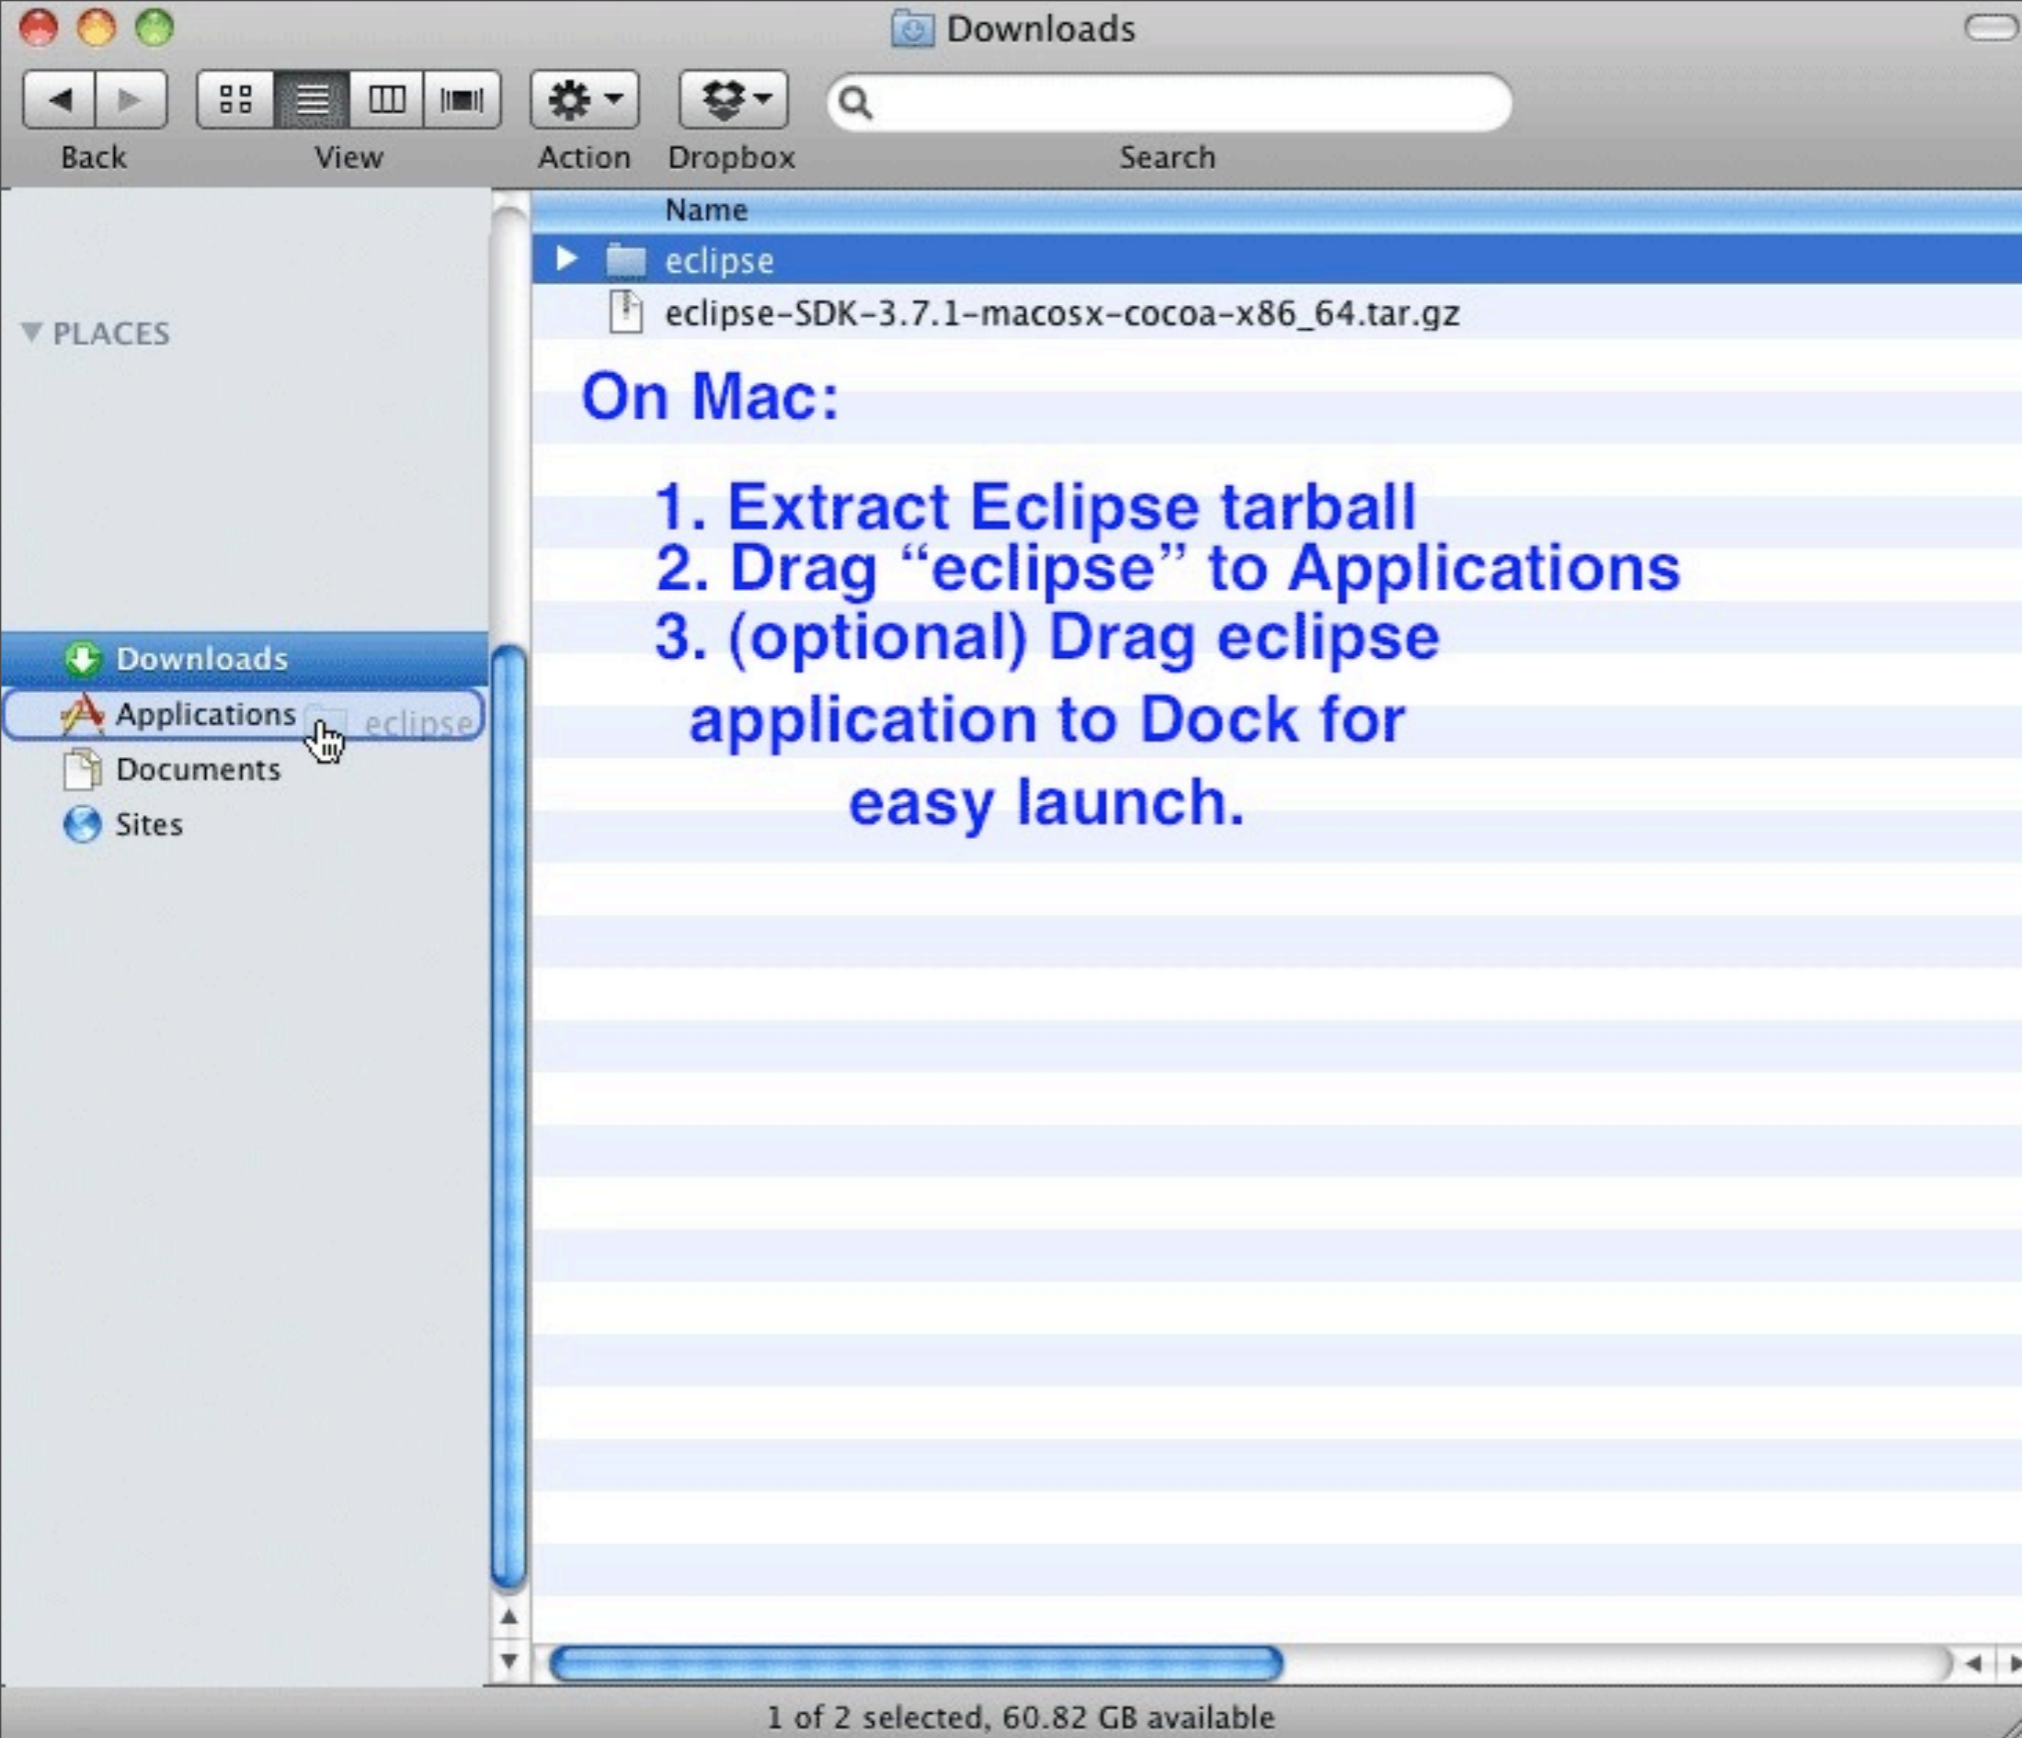 Downloads
Back
View
Action
Dropbox
Search
Name
eclipse
eclipse-SDK-3.7.1-macosx-cocoa-x86_64.tar.gz
PLACES
Downloads
Applications
eclipse
Documents
Sites
On Mac:
1. Extract Eclipse tarball
2. Drag “eclipse” to Applications
3. (optional) Drag eclipse
application to Dock for
easy launch.
1 of 2 selected, 60.82 GB available